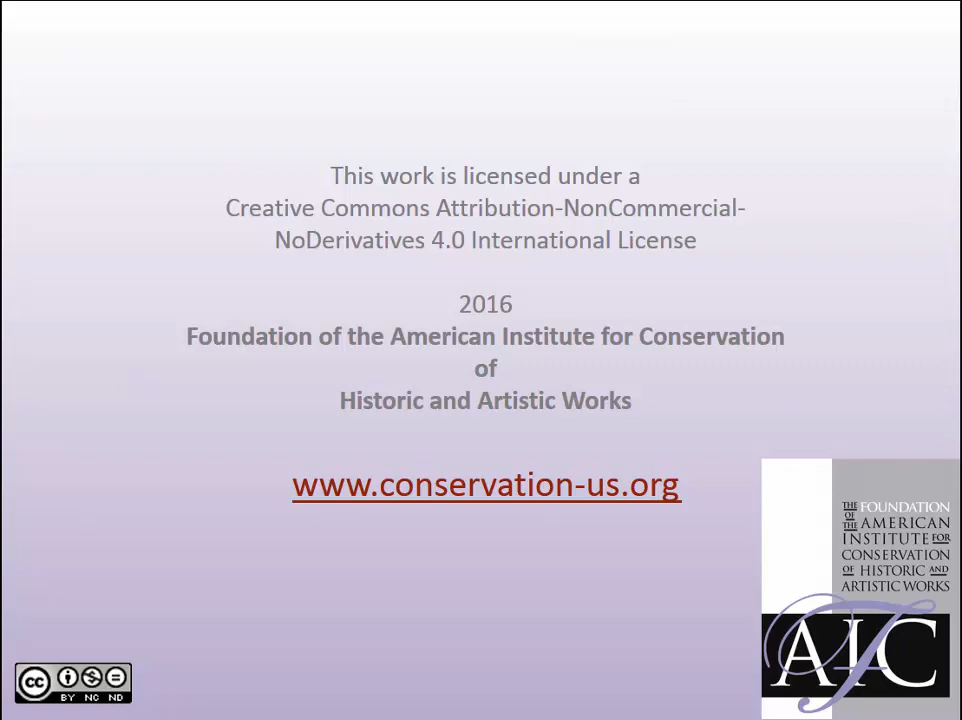 This work is licensed under a
Creative Commons Attribution-NonCommercial-
NoDerivatives 4.0 International License
2016
Foundation of the American Institute for Conservation
of
Historic and Artistic Works
www.conservation-us.org
THE FOUNDATION
OF
THE AMERICAN
INSTITUTE FOR
CONSERVATION
OF HISTORIC AND
ARTISTIC WORKS
FAIC
cc
BY NC ND